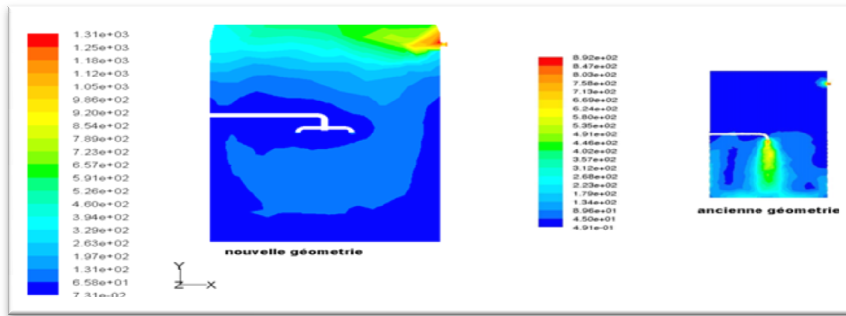 1.31e+03
1.25e+03
1.18e+03
1.12e+03
1.05e+03
9.86e+02
9.20e+02
8.54e+02
7.89e+02
7.23e+02
6.57e+02
5.91e+02
5.26e+02
4.60e+02
3.94e+02
3.29e+02
2.63e+02
1.97e+02
1.31e+02
6.58e+01
7.31e-02
nouvelle géometrie
Y
Z
X
8.92e+02
8.47e+02
8.03e+02
7.58e+02
7.13e+02
6.69e+02
6.24e+02
5.80e+02
5.35e+02
4.91e+02
4.46e+02
4.02e+02
3.57e+02
3.12e+02
2.68e+02
2.23e+02
1.79e+02
1.34e+02
8.96e+01
4.50e+01
4.91e-01
ancienne géometrie